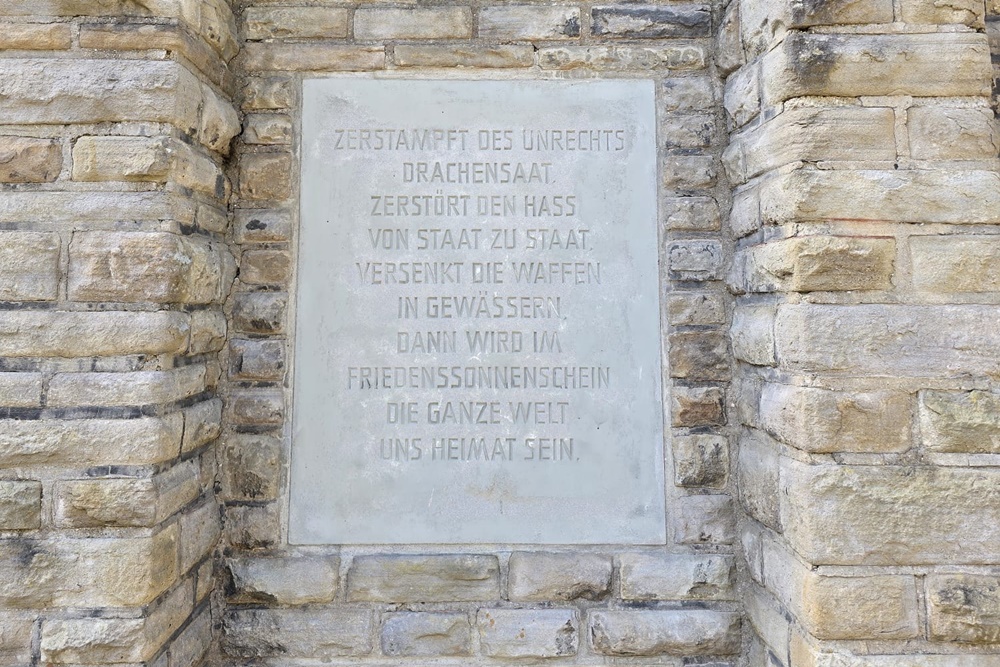 ZERSTAMPFT DES UNRECHTS
DRACHENSAAT.
ZERSTÖRT DEN HASS
VON STAAT ZU STAAT.
VERSENKT DIE WAFFEN
IN GEWÄSSERN.
DANN WIRD IM
FRIEDENSSONNENSCHEIN
DIE GANZE WELT
UNS HEIMAT SEIN.